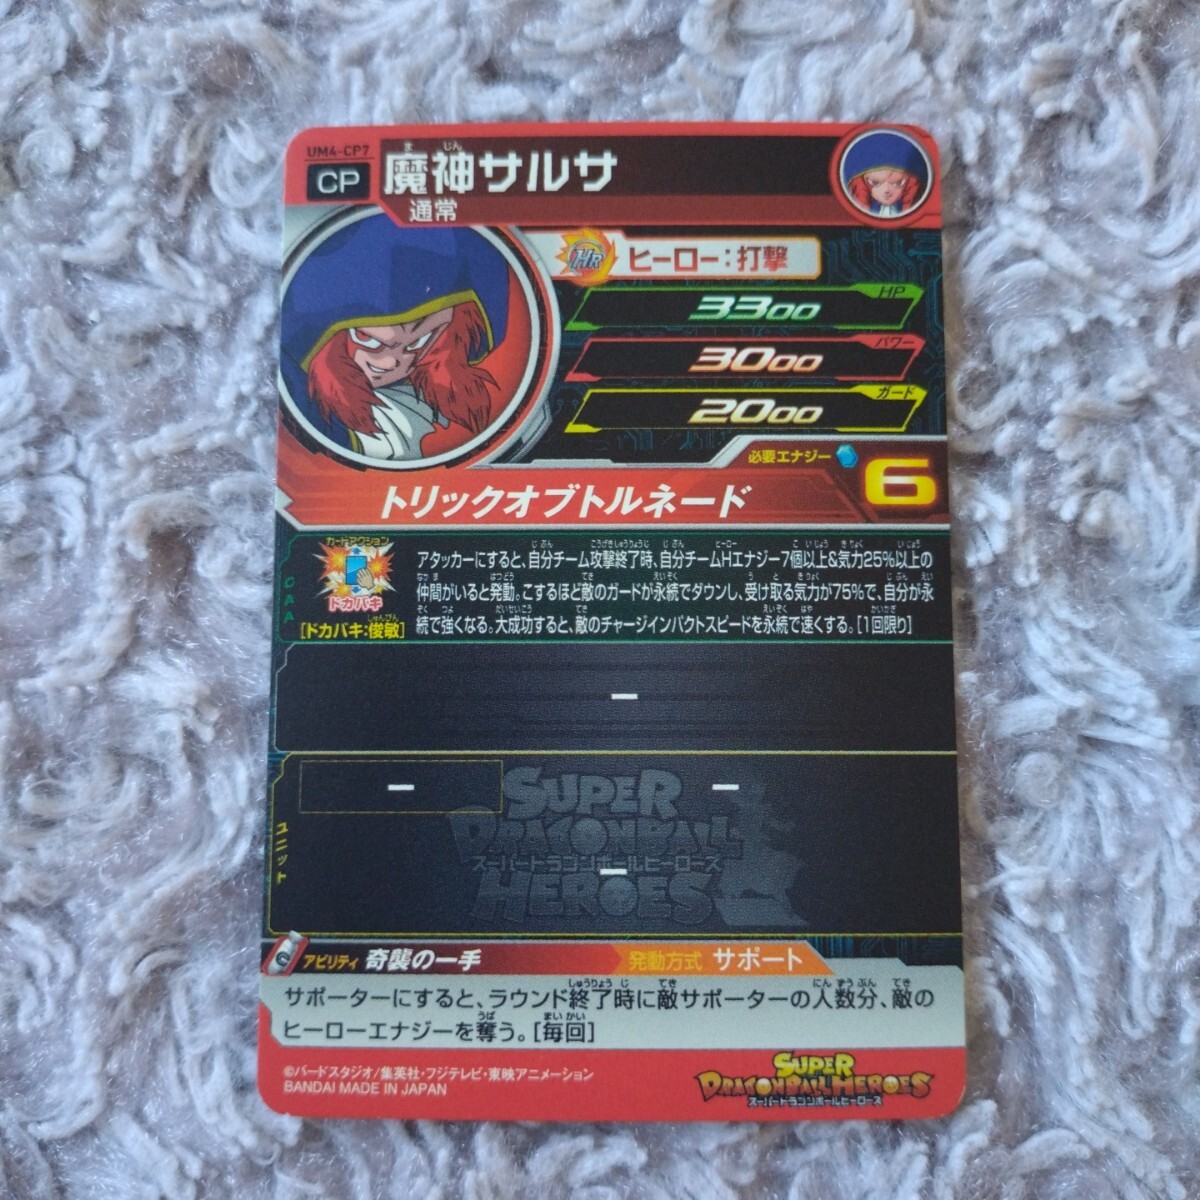 UM4-CP7
CP
魔神サルサ
ま じん
通常
HR
ヒーロー:打撃
HP
3300
パワー
3000
ガード
2000
必要エナジー
6
トリックオブトルネード
CAA
カードアクション
ドカバキ
[ドカバキ:俊敏]
しゅんびん
アタッカーにすると、自分チーム攻撃終了時、自分チームHエナジー7個以上&気力25%以上の
仲間がいると発動。こするほど敵のガードが永続でダウンし、受け取る気力が75%で、自分が永
続で強くなる。大成功すると、敵のチャージインパクトスピードを永続で速くする。[1回限り]
ー
ユニット
ー
ー
ー
SUPER
DRAGONBALL
スーパードラゴンボールヒーローズ
HEROES
アビリティ 奇襲の一手
発動方式 サポート
サポーターにすると、ラウンド終了時に敵サポーターの人数分、敵の
ヒーローエナジーを奪う。[毎回]
©バードスタジオ/集英社・フジテレビ・東映アニメーション
BANDAI MADE IN JAPAN
SUPER
DRAGONBALL HEROES
スーパードラゴンボールヒーローズ